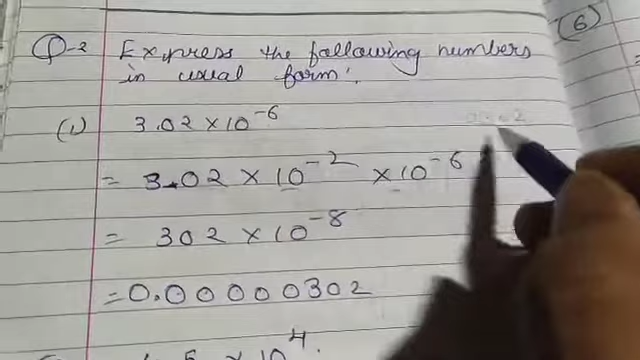 Q-2 Express the following numbers
in usual form:
(i) 3.02 × 10⁻⁶
= 3.02 × 10⁻² × 10⁻⁶
= 302 × 10⁻⁸
= 0.00000302
× 10⁴.
(6)